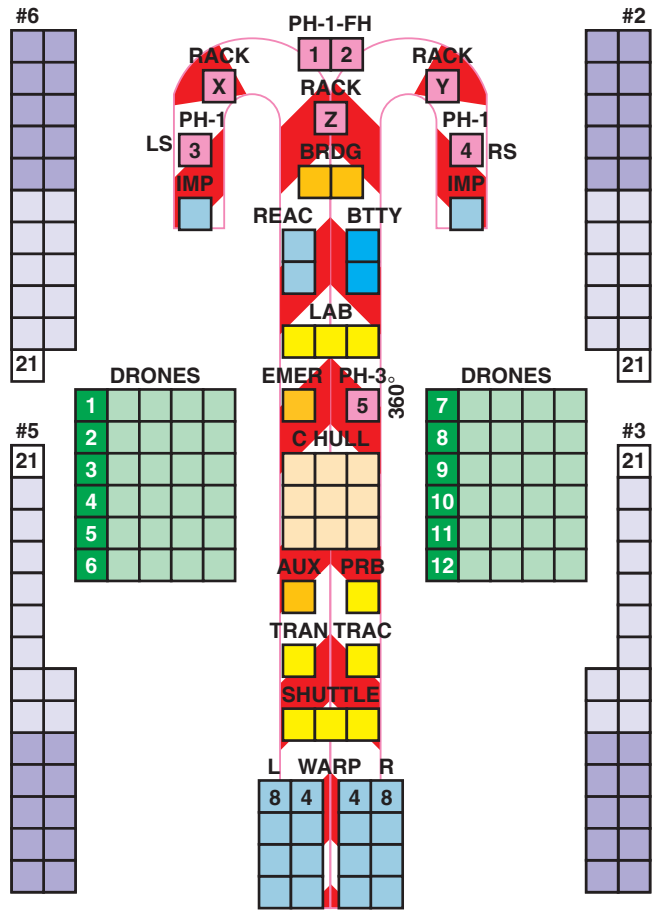 #6 PH-1-FH #2
1 2
RACK RACK
X RACK Y
Z
PH-1 PH-1
LS 3 4 RS
BRDG
IMP IMP
REAC BTTY
LAB
21 21
DRONES EMER PH-3 360° DRONES
1 5 7
#5 C HULL #3
2 8
21 3 9 21
4 10
5 11
6 12
AUX PRB
TRAN TRAC
SHUTTLE
L WARP R
8 4 4 8